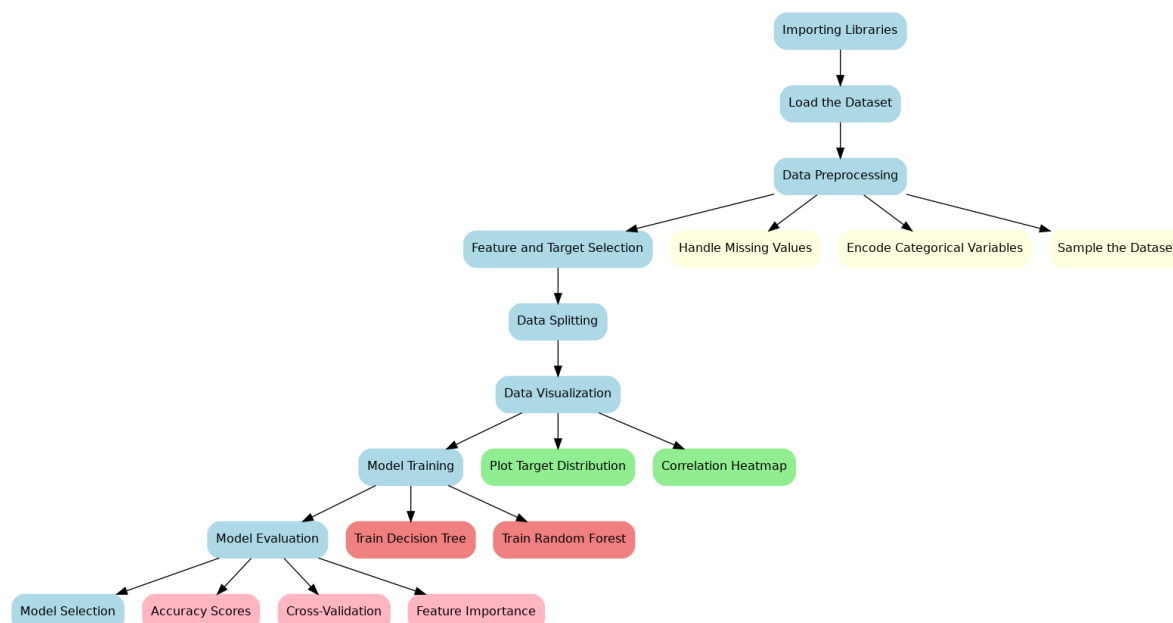 Importing Libraries
Load the Dataset
Data Preprocessing
Feature and Target Selection
Handle Missing Values
Encode Categorical Variables
Sample the Datase
Data Splitting
Data Visualization
Model Training
Plot Target Distribution
Correlation Heatmap
Model Evaluation
Train Decision Tree
Train Random Forest
Model Selection
Accuracy Scores
Cross-Validation
Feature Importance